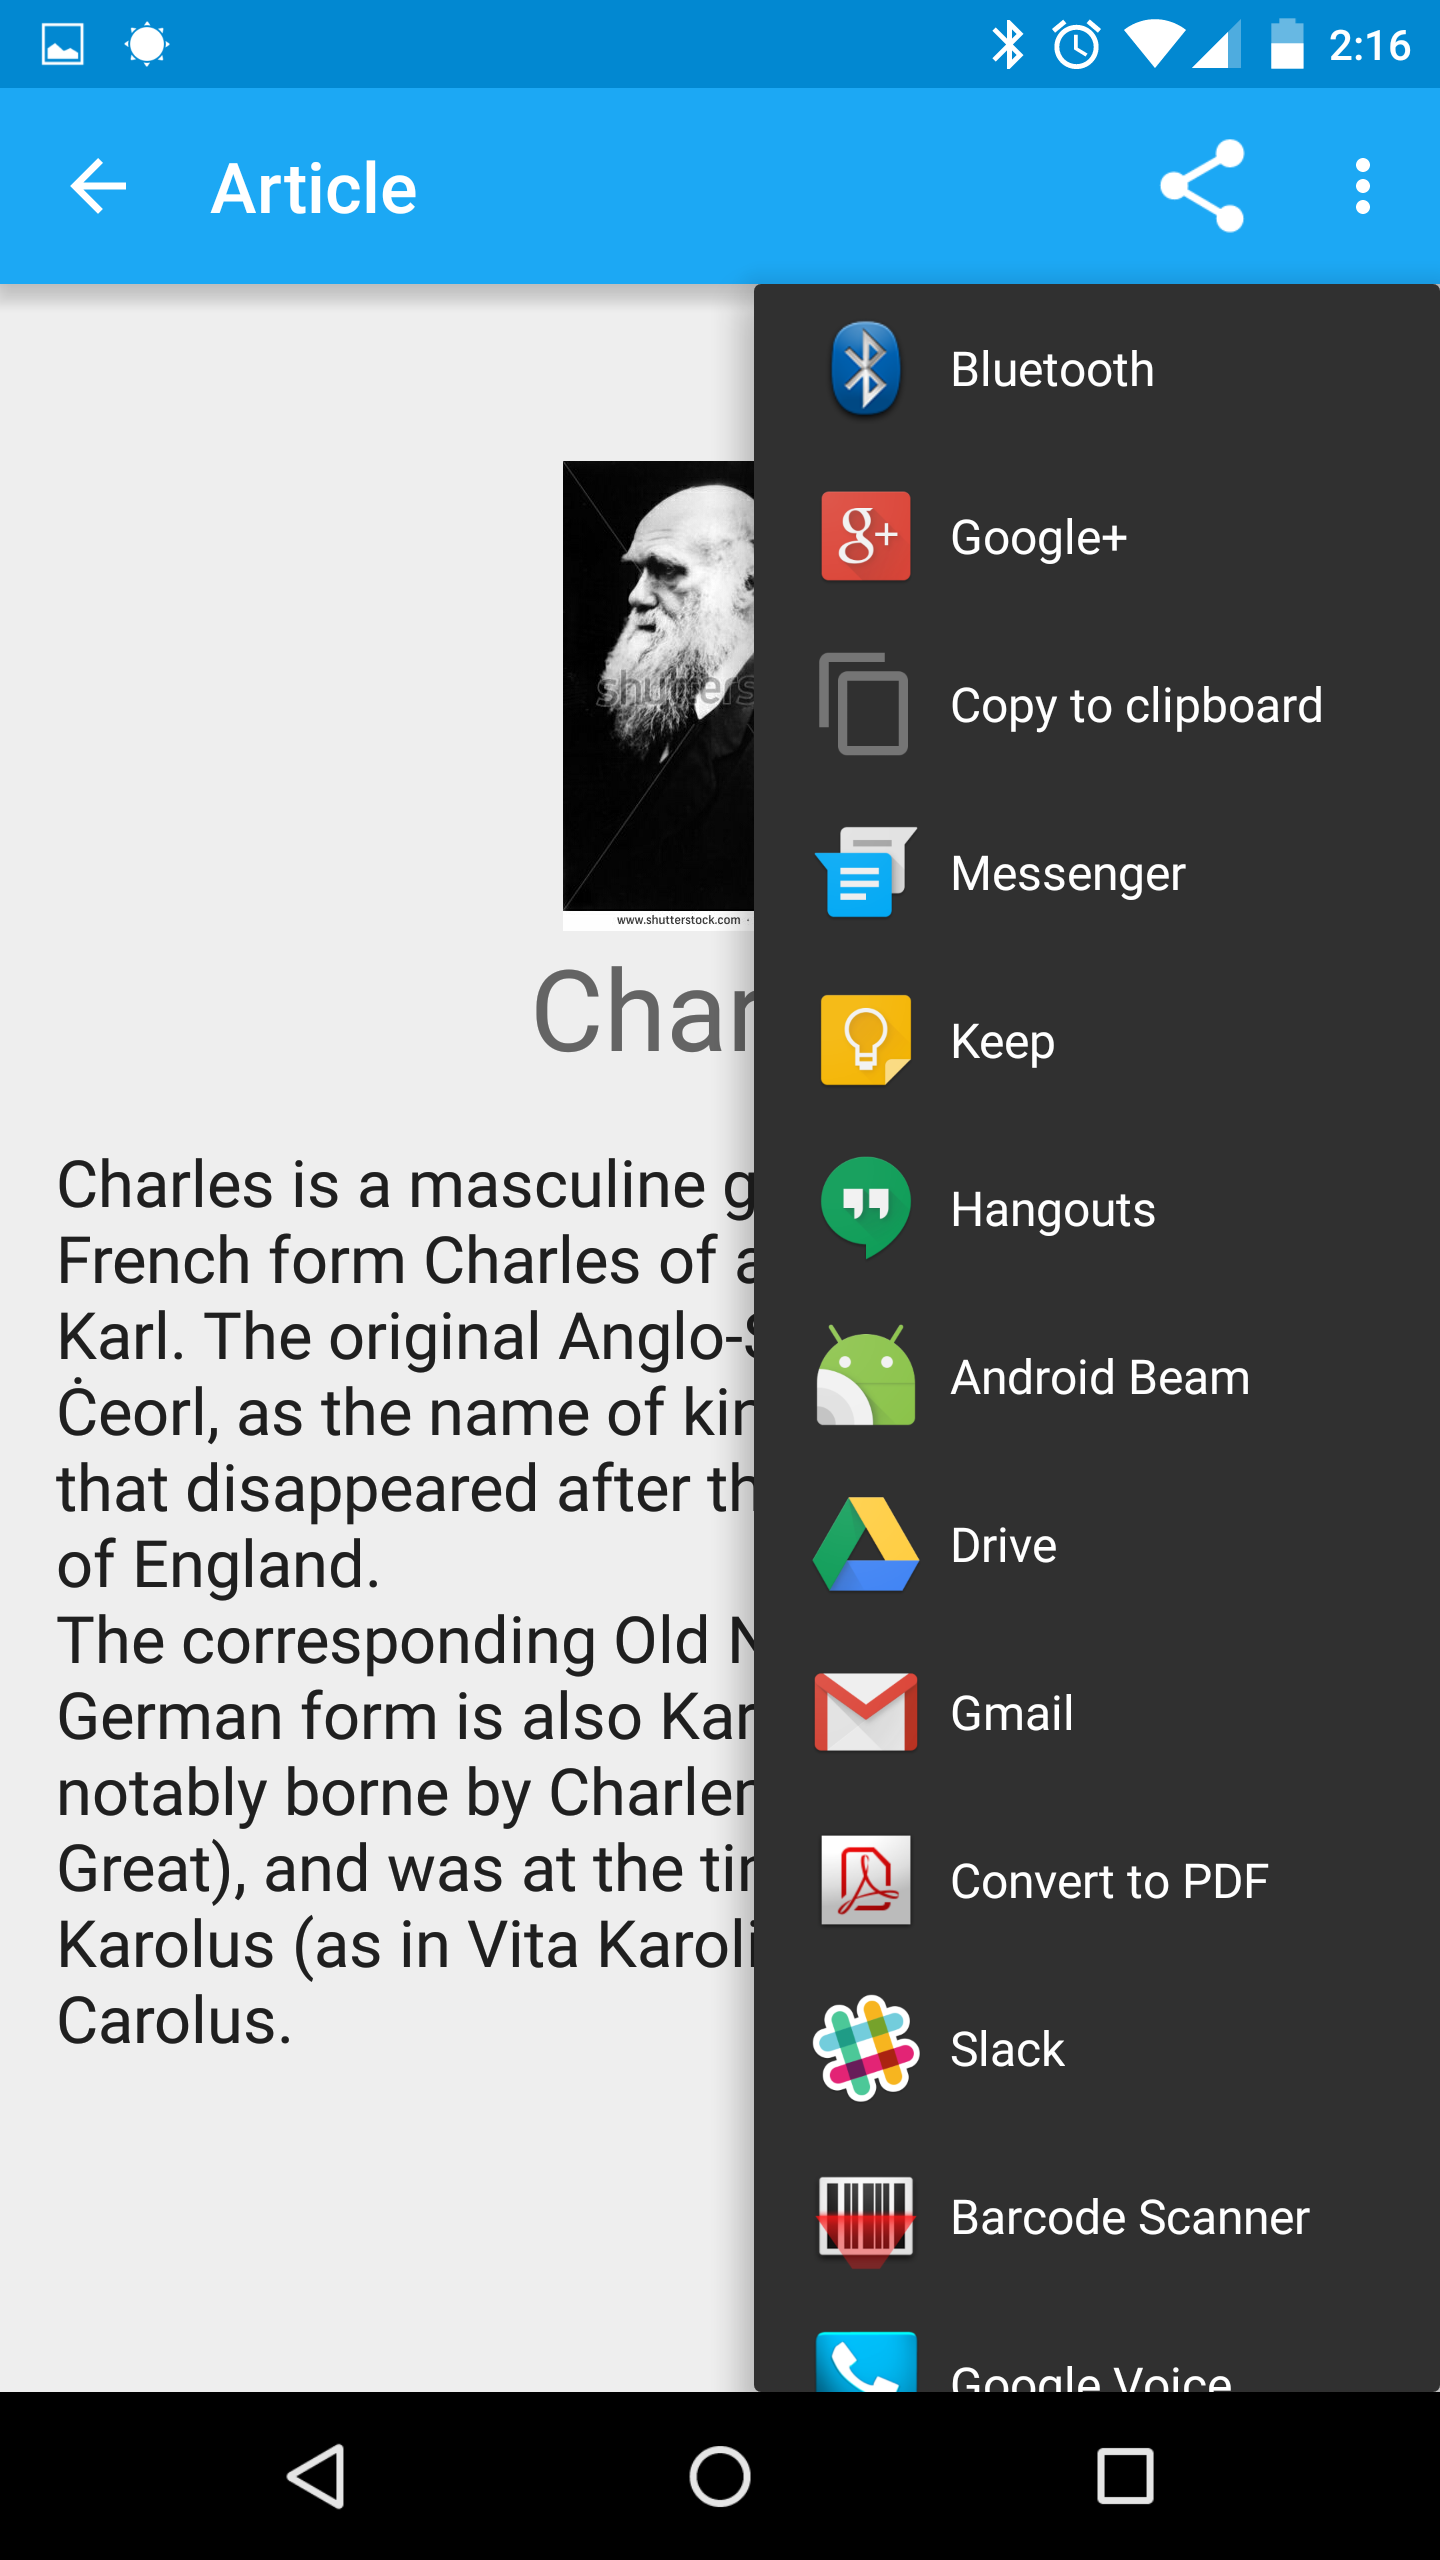 2:16
Article
Bluetooth
Google+
Copy to clipboard
Messenger
Keep
Hangouts
Android Beam
Drive
Gmail
Convert to PDF
Slack
Barcode Scanner
Google Voice
shutters
www.shutterstock.com ·
Char
Charles is a masculine g
French form Charles of a
Karl. The original Anglo-S
Ċeorl, as the name of kin
that disappeared after th
of England.
The corresponding Old N
German form is also Kar
notably borne by Charlem
Great), and was at the tim
Karolus (as in Vita Karoli
Carolus.